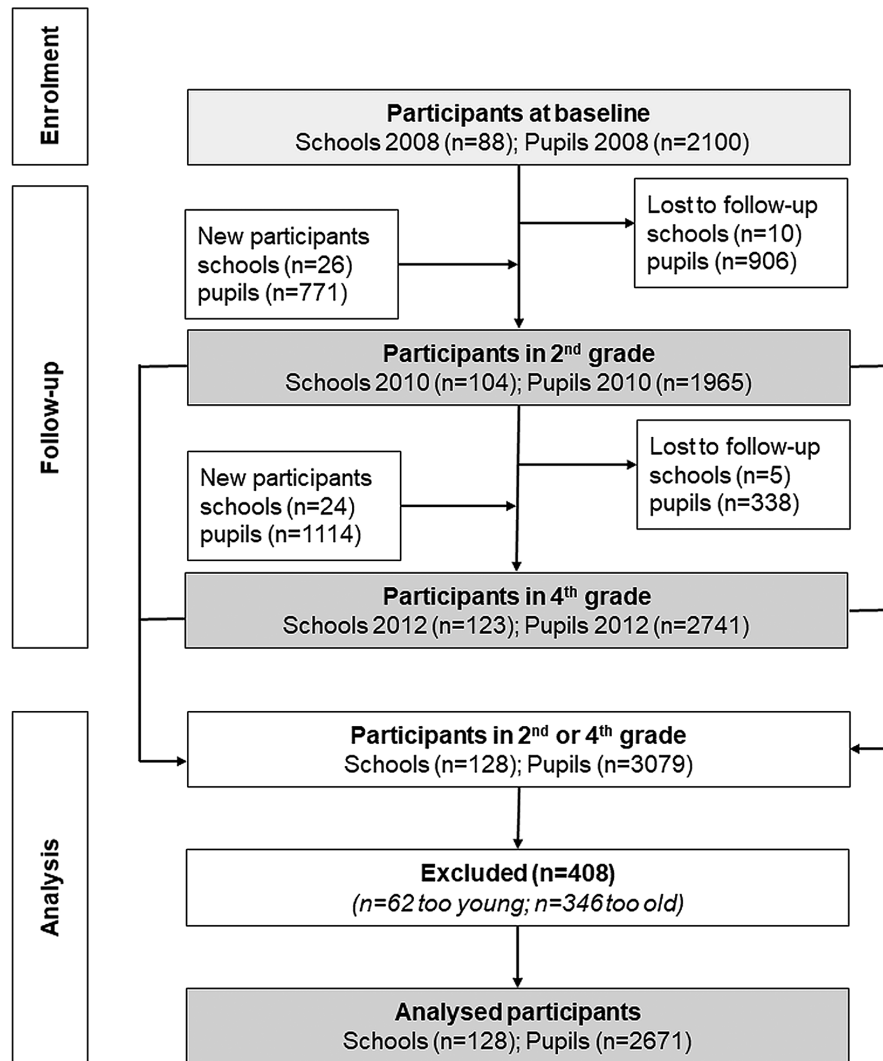 Enrolment
Participants at baseline
Schools 2008 (n=88); Pupils 2008 (n=2100)
Follow-up
Lost to follow-up
schools (n=10)
pupils (n=906)
New participants
schools (n=26)
pupils (n=771)
Participants in 2nd grade
Schools 2010 (n=104); Pupils 2010 (n=1965)
Lost to follow-up
schools (n=5)
pupils (n=338)
New participants
schools (n=24)
pupils (n=1114)
Participants in 4th grade
Schools 2012 (n=123); Pupils 2012 (n=2741)
Analysis
Participants in 2nd or 4th grade
Schools (n=128); Pupils (n=3079)
Excluded (n=408)
(n=62 too young; n=346 too old)
Analysed participants
Schools (n=128); Pupils (n=2671)